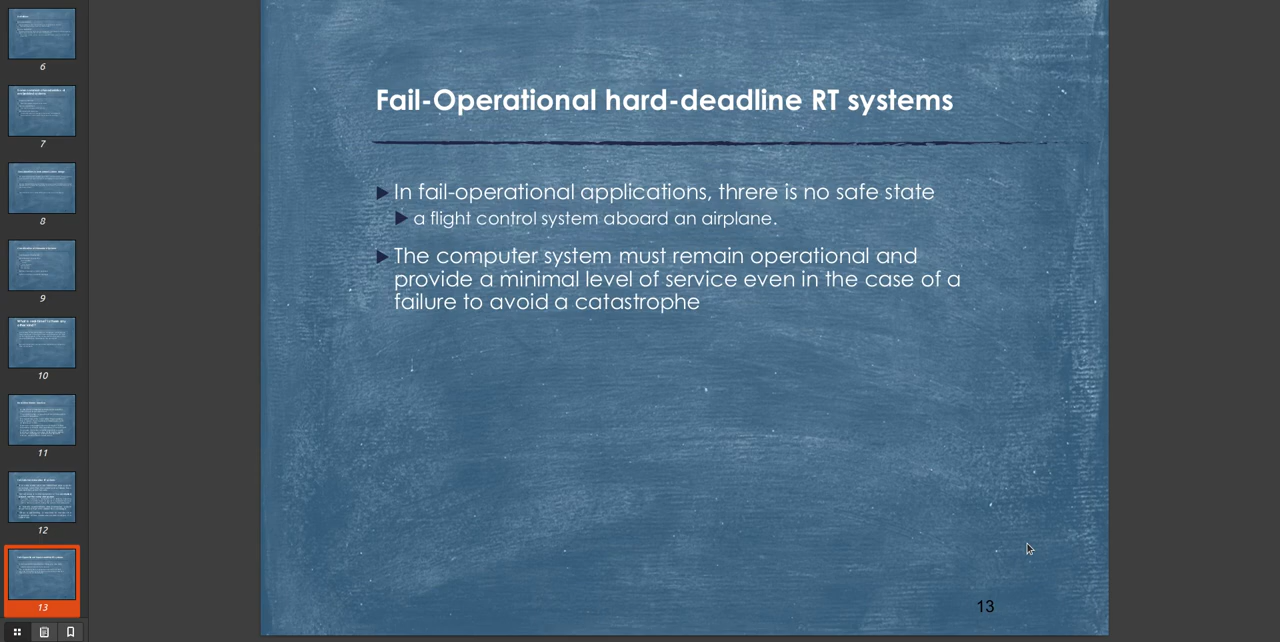 6
7
8
9
10
11
12
13
Fail-Operational hard-deadline RT systems
In fail-operational applications, threre is no safe state
a flight control system aboard an airplane.
The computer system must remain operational and
provide a minimal level of service even in the case of a
failure to avoid a catastrophe
13